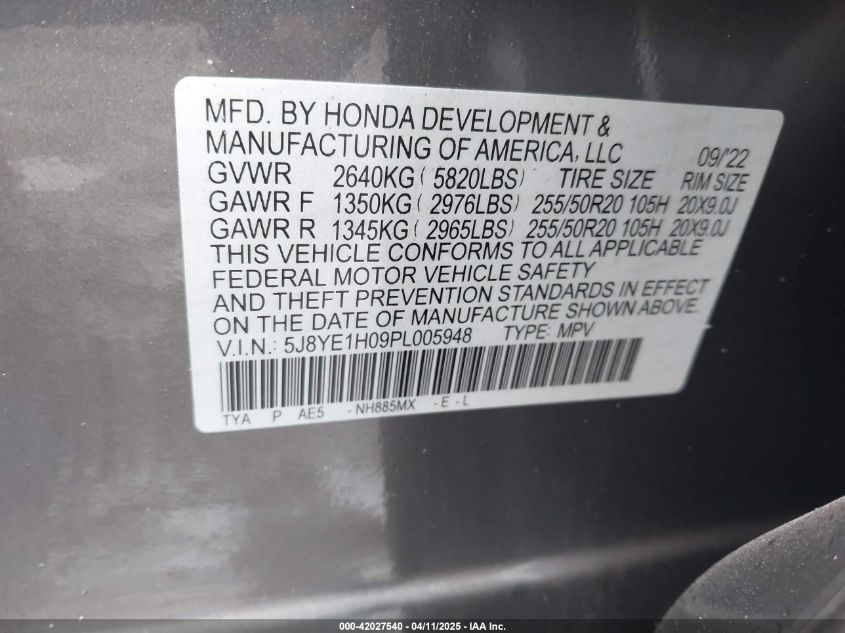 MFD. BY HONDA DEVELOPMENT &
MANUFACTURING OF AMERICA, LLC 09/'22
GVWR 2640KG ( 5820LBS) TIRE SIZE RIM SIZE
GAWR F 1350KG ( 2976LBS) 255/50R20 105H 20X9.0J
GAWR R 1345KG ( 2965LBS) 255/50R20 105H 20X9.0J
THIS VEHICLE CONFORMS TO ALL APPLICABLE
FEDERAL MOTOR VEHICLE SAFETY
AND THEFT PREVENTION STANDARDS IN EFFECT
ON THE DATE OF MANUFACTURE SHOWN ABOVE.
V.I.N.: 5J8YE1H09PL005948 TYPE: MPV
TYA P AE5 -NH885MX -E -L
000-42027540 - 04/11/2025 - IAA Inc.